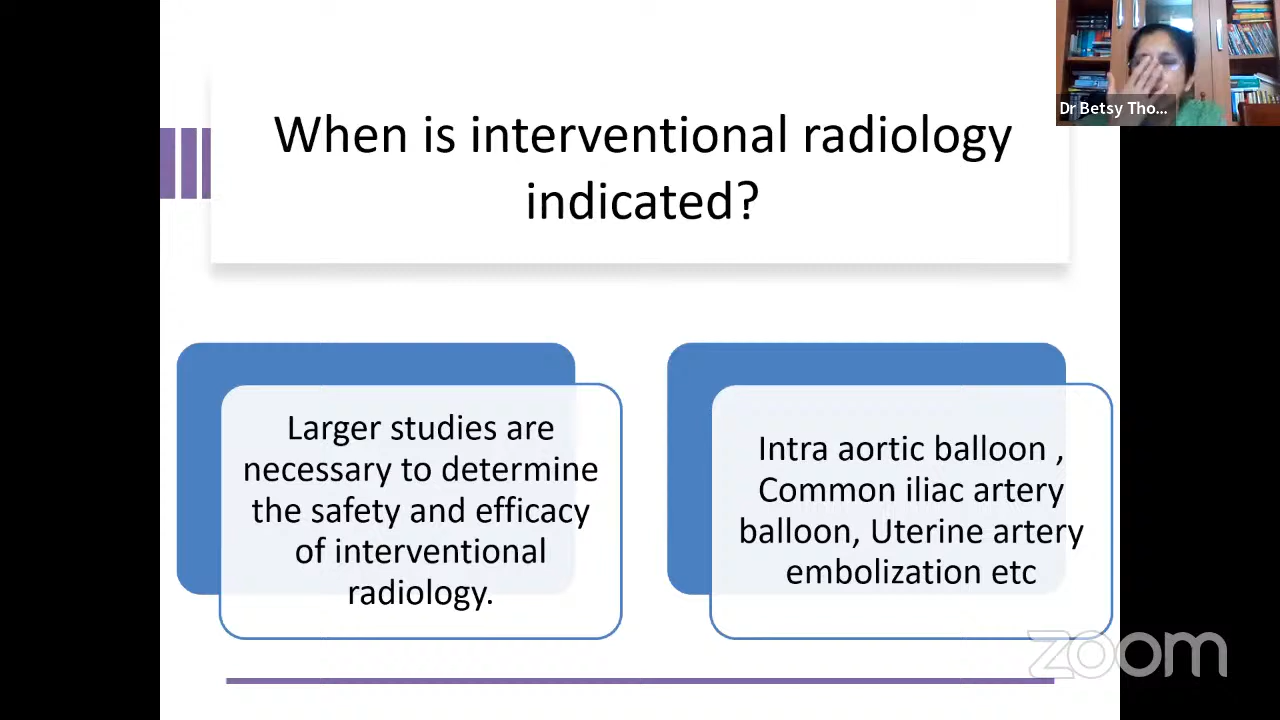 When is interventional radiology
indicated?
Dr Betsy Tho...
Larger studies are
necessary to determine
the safety and efficacy
of interventional
radiology.
Intra aortic balloon ,
Common iliac artery
balloon, Uterine artery
embolization etc
zoom